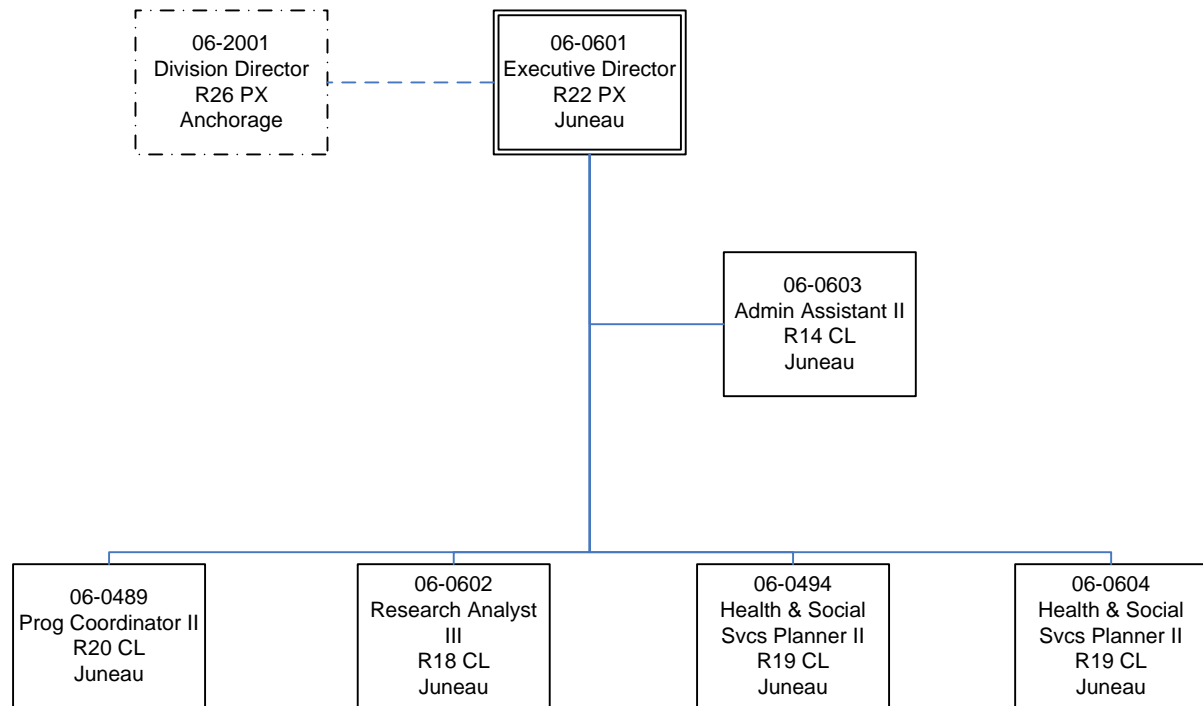 06-2001
Division Director
R26 PX
Anchorage
06-0601
Executive Director
R22 PX
Juneau
06-0603
Admin Assistant II
R14 CL
Juneau
06-0489
Prog Coordinator II
R20 CL
Juneau
06-0602
Research Analyst
III
R18 CL
Juneau
06-0494
Health & Social
Svcs Planner II
R19 CL
Juneau
06-0604
Health & Social
Svcs Planner II
R19 CL
Juneau